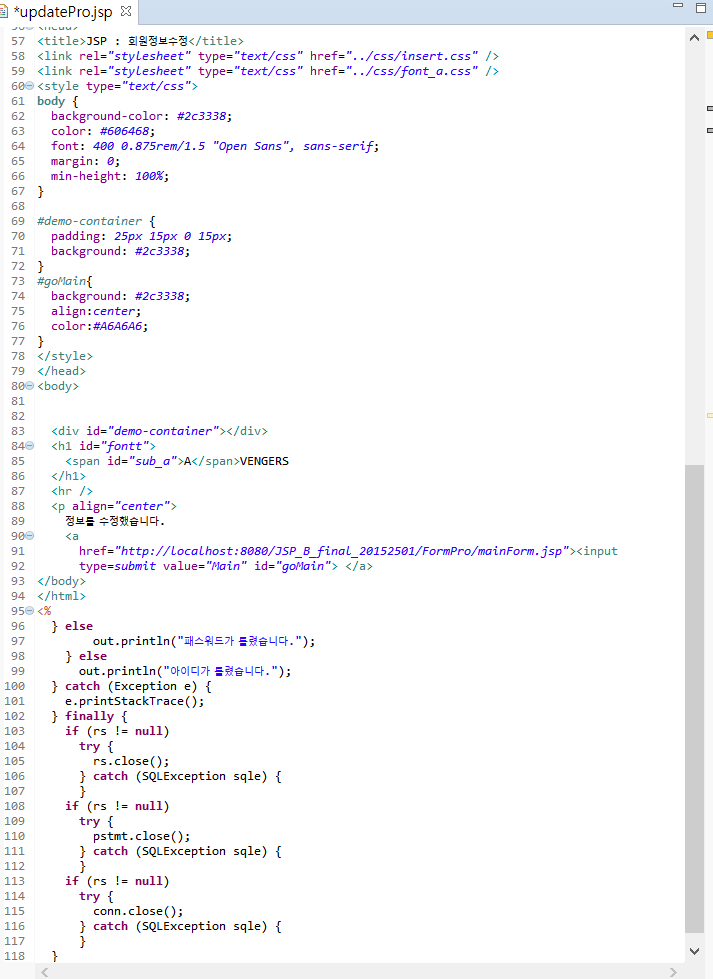 *updatePro.jsp
56 <head>
57 <title>JSP : 회원정보수정</title>
58 <link rel="stylesheet" type="text/css" href="../css/insert.css" />
59 <link rel="stylesheet" type="text/css" href="../css/font_a.css" />
60 <style type="text/css">
61 body {
62 background-color: #2c3338;
63 color: #606468;
64 font: 400 0.875rem/1.5 "Open Sans", sans-serif;
65 margin: 0;
66 min-height: 100%;
67 }
68
69 #demo-container {
70 padding: 25px 15px 0 15px;
71 background: #2c3338;
72 }
73 #goMain{
74 background: #2c3338;
75 align:center;
76 color:#A6A6A6;
77 }
78 </style>
79 </head>
80 <body>
81
82
83 <div id="demo-container"></div>
84 <h1 id="fontt">
85 <span id="sub_a">A</span>VENGERS
86 </h1>
87 <hr />
88 <p align="center">
89 정보를 수정했습니다.
90 <a
91 href="http://localhost:8080/JSP_B_final_20152501/FormPro/mainForm.jsp"><input
92 type=submit value="Main" id="goMain"> </a>
93 </body>
94 </html>
95 <%
96 } else
97 out.println("패스워드가 틀렸습니다.");
98 } else
99 out.println("아이디가 틀렸습니다.");
100 } catch (Exception e) {
101 e.printStackTrace();
102 } finally {
103 if (rs != null)
104 try {
105 rs.close();
106 } catch (SQLException sqle) {
107 }
108 if (rs != null)
109 try {
110 pstmt.close();
111 } catch (SQLException sqle) {
112 }
113 if (rs != null)
114 try {
115 conn.close();
116 } catch (SQLException sqle) {
117 }
118 }